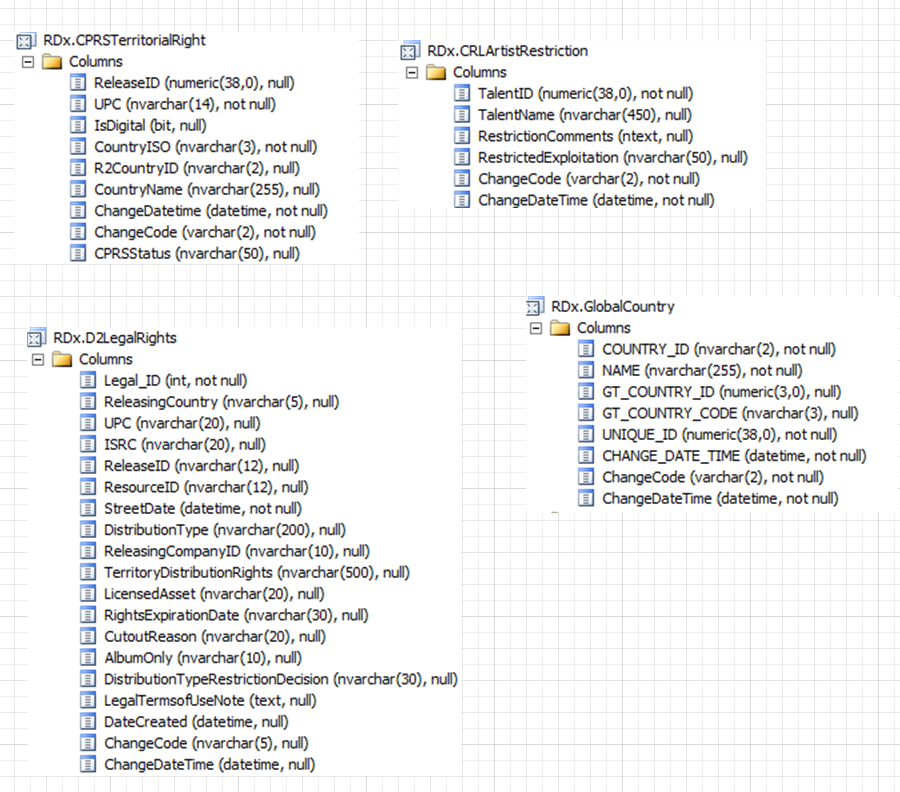 RDx.CPRSTerritorialRight
Columns
ReleaseID (numeric(38,0), null)
UPC (nvarchar(14), not null)
IsDigital (bit, null)
CountryISO (nvarchar(3), not null)
R2CountryID (nvarchar(2), null)
CountryName (nvarchar(255), null)
ChangeDatetime (datetime, not null)
ChangeCode (varchar(2), not null)
CPRSStatus (nvarchar(50), null)
RDx.CRLArtistRestriction
Columns
TalentID (numeric(38,0), not null)
TalentName (nvarchar(450), null)
RestrictionComments (ntext, null)
RestrictedExploitation (nvarchar(50), null)
ChangeCode (varchar(2), not null)
ChangeDateTime (datetime, not null)
RDx.D2LegalRights
Columns
Legal_ID (int, not null)
ReleasingCountry (nvarchar(5), null)
UPC (nvarchar(20), null)
ISRC (nvarchar(20), null)
ReleaseID (nvarchar(12), null)
ResourceID (nvarchar(12), null)
StreetDate (datetime, not null)
DistributionType (nvarchar(200), null)
ReleasingCompanyID (nvarchar(10), null)
TerritoryDistributionRights (nvarchar(500), null)
LicensedAsset (nvarchar(20), null)
RightsExpirationDate (nvarchar(30), null)
CutoutReason (nvarchar(20), null)
AlbumOnly (nvarchar(10), null)
DistributionTypeRestrictionDecision (nvarchar(30), null)
LegalTermsofUseNote (text, null)
DateCreated (datetime, null)
ChangeCode (nvarchar(5), null)
ChangeDateTime (datetime, null)
RDx.GlobalCountry
Columns
COUNTRY_ID (nvarchar(2), not null)
NAME (nvarchar(255), not null)
GT_COUNTRY_ID (numeric(3,0), null)
GT_COUNTRY_CODE (nvarchar(3), null)
UNIQUE_ID (numeric(38,0), not null)
CHANGE_DATE_TIME (datetime, not null)
ChangeCode (varchar(2), not null)
ChangeDateTime (datetime, not null)